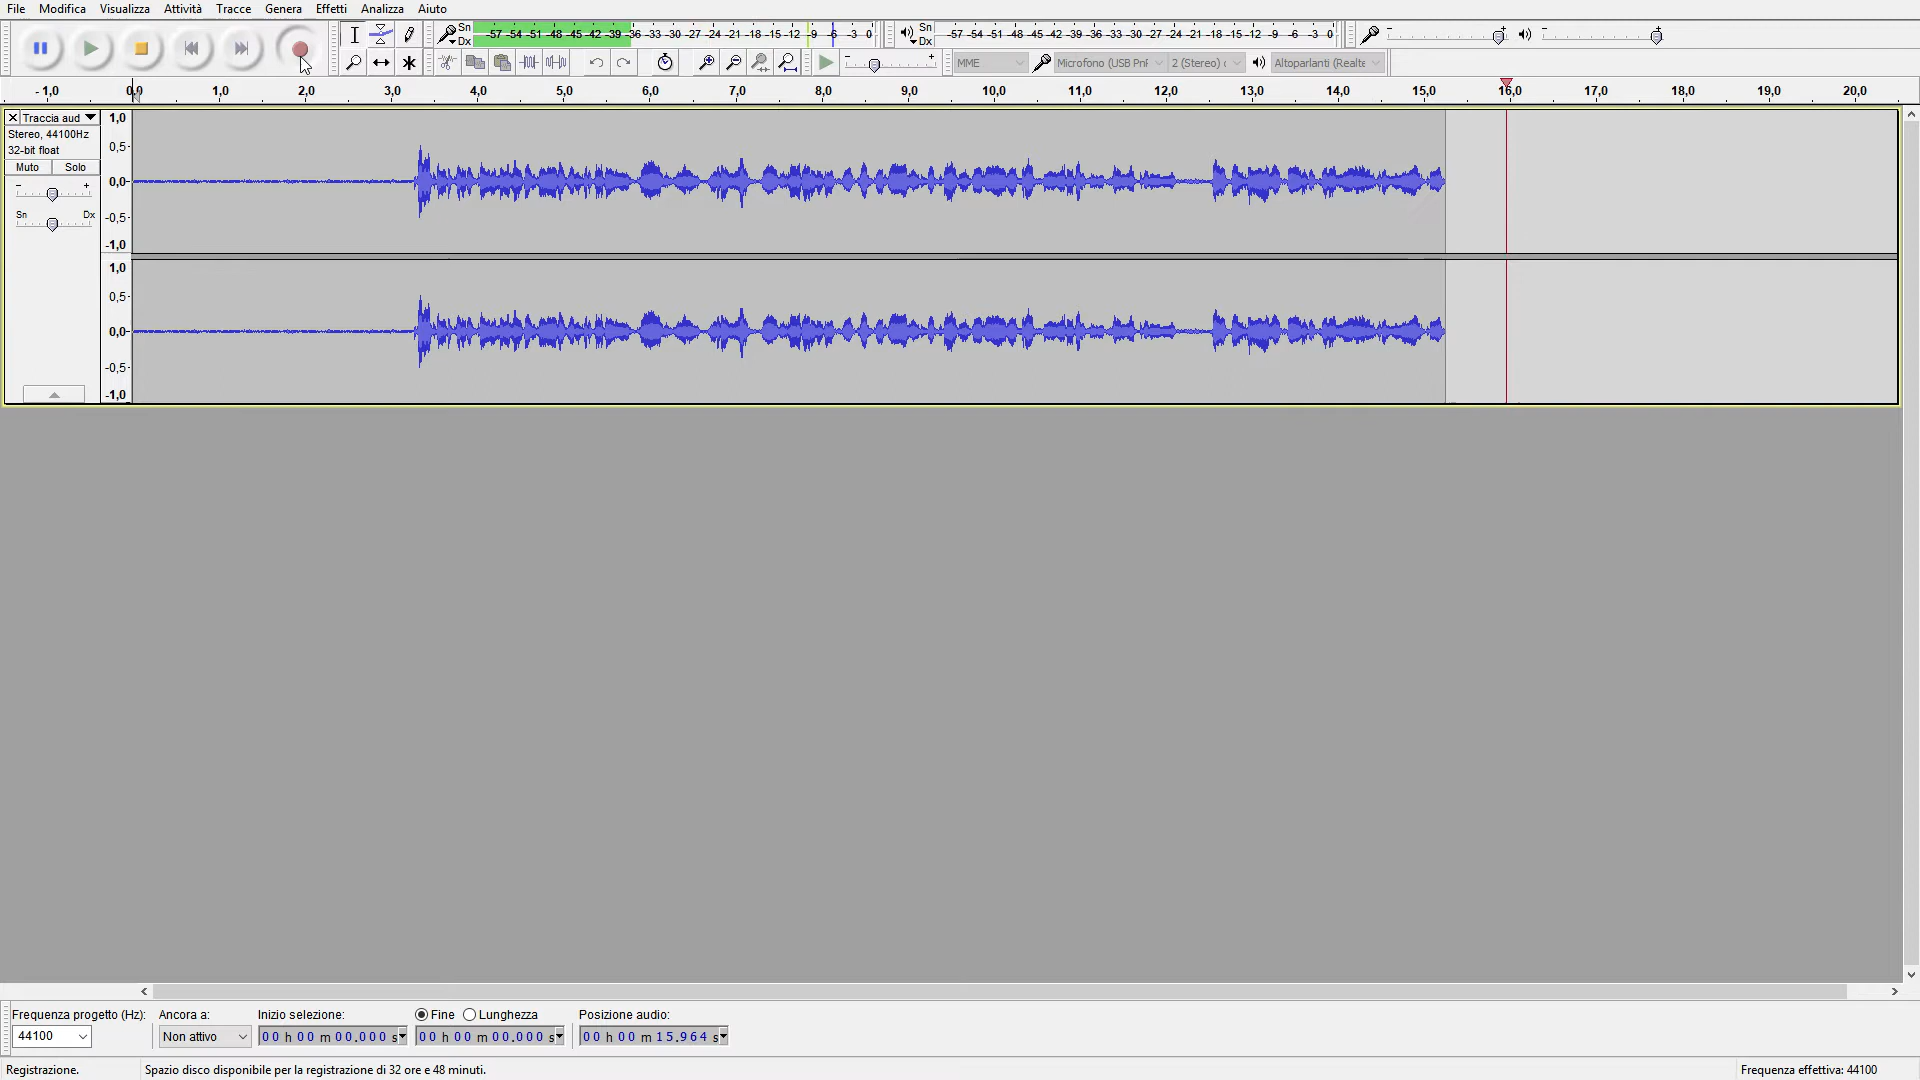 File Modifica Visualizza Attività Tracce Genera Effetti Analizza Aiuto
Sn -57 -54 -51 -48 -45 -42 -39 -36 -33 -30 -27 -24 -21 -18 -15 -12 -9 -6 -3 0 Sn -57 -54 -51 -48 -45 -42 -39 -36 -33 -30 -27 -24 -21 -18 -15 -12 -9 -6 -3 0
Dx Dx
MME Microfono (USB PnP 2 (Stereo) c Altoparlanti (Realte
- 1,0 0,0 1,0 2,0 3,0 4,0 5,0 6,0 7,0 8,0 9,0 10,0 11,0 12,0 13,0 14,0 15,0 16,0 17,0 18,0 19,0 20,0
Traccia aud 1,0
Stereo, 44100Hz 0,5
32-bit float
Muto Solo 0,0
Sn Dx -0,5
-1,0
1,0
0,5
0,0
-0,5
-1,0
Frequenza progetto (Hz): Ancora a: Inizio selezione: Fine Lunghezza Posizione audio:
44100 Non attivo 00 h 00 m 00.000 s 00 h 00 m 00.000 s 00 h 00 m 15.964 s
Registrazione. Spazio disco disponibile per la registrazione di 32 ore e 48 minuti. Frequenza effettiva: 44100